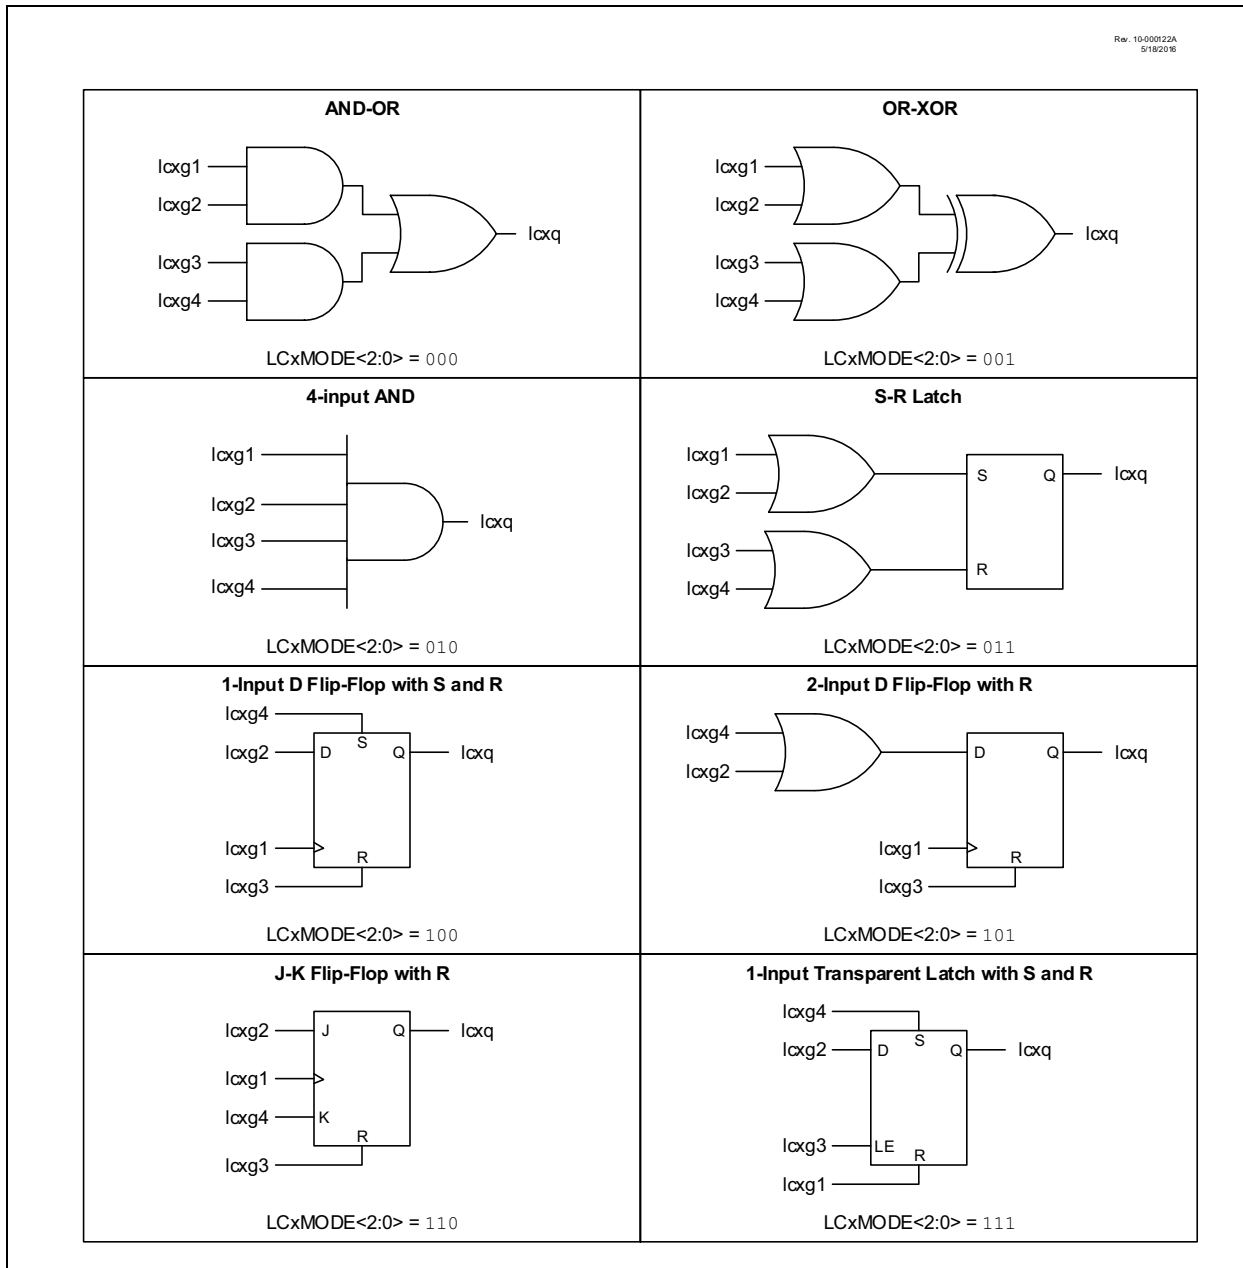 Rev. 10-000122A
5/18/2016
AND-OR
lcxg1
lcxg2
lcxg3
lcxg4
lcxq
LCxMODE<2:0> = 000
OR-XOR
lcxg1
lcxg2
lcxg3
lcxg4
lcxq
LCxMODE<2:0> = 001
4-input AND
lcxg1
lcxg2
lcxg3
lcxg4
lcxq
LCxMODE<2:0> = 010
S-R Latch
lcxg1
lcxg2
lcxg3
lcxg4
S Q
R
lcxq
LCxMODE<2:0> = 011
1-Input D Flip-Flop with S and R
lcxg4
S
lcxg2 D Q lcxq
lcxg1
R
lcxg3
LCxMODE<2:0> = 100
2-Input D Flip-Flop with R
lcxg4
lcxg2
D Q lcxq
lcxg1
R
lcxg3
LCxMODE<2:0> = 101
J-K Flip-Flop with R
lcxg2 J Q lcxq
lcxg1
lcxg4 K
R
lcxg3
LCxMODE<2:0> = 110
1-Input Transparent Latch with S and R
lcxg4
S
lcxg2 D Q lcxq
lcxg3 LE
R
lcxg1
LCxMODE<2:0> = 111